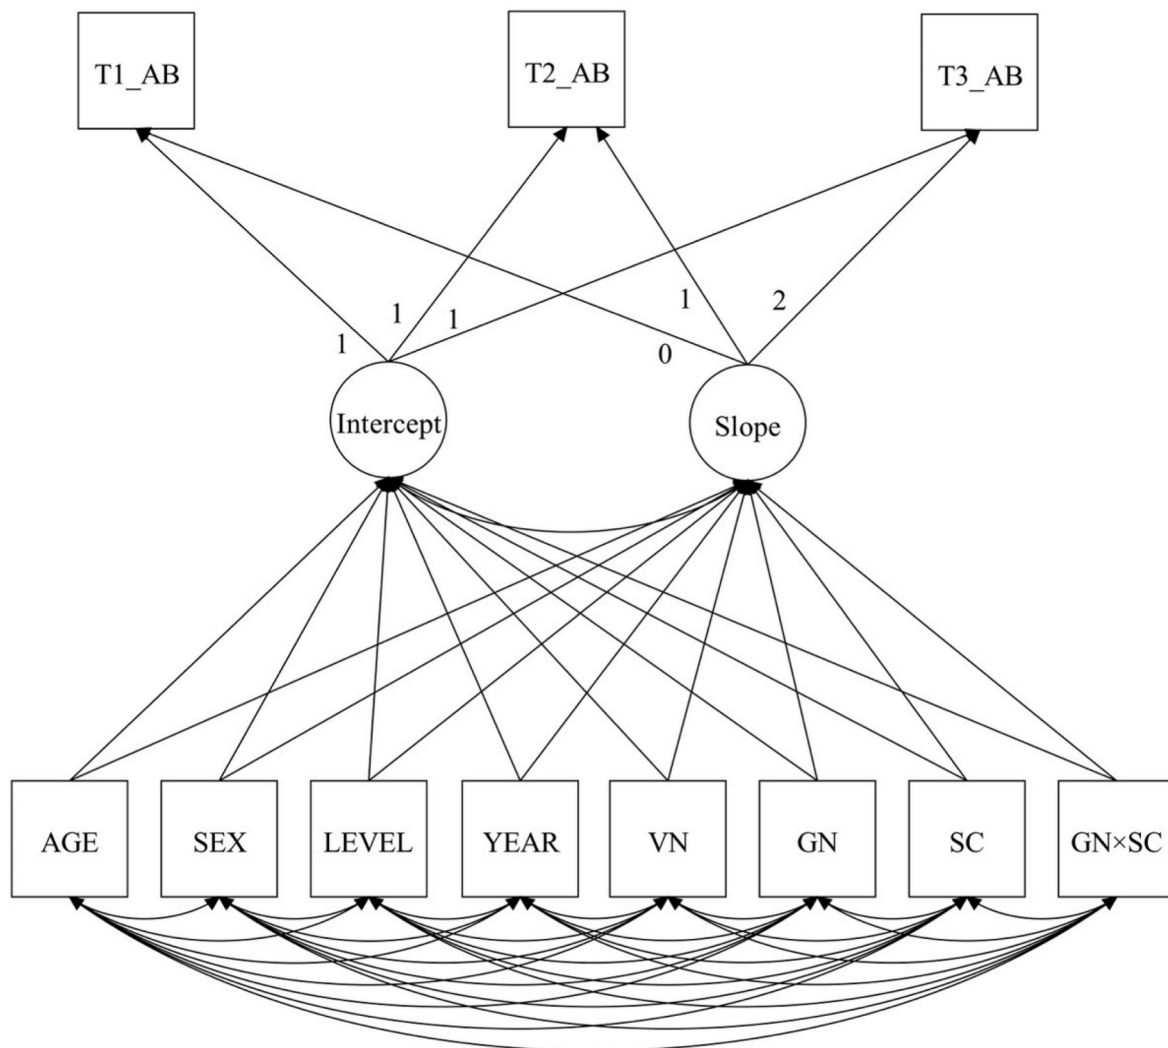 T1_AB
T2_AB
T3_AB
1
1
1
0
1
2
Intercept
Slope
AGE
SEX
LEVEL
YEAR
VN
GN
SC
GN×SC